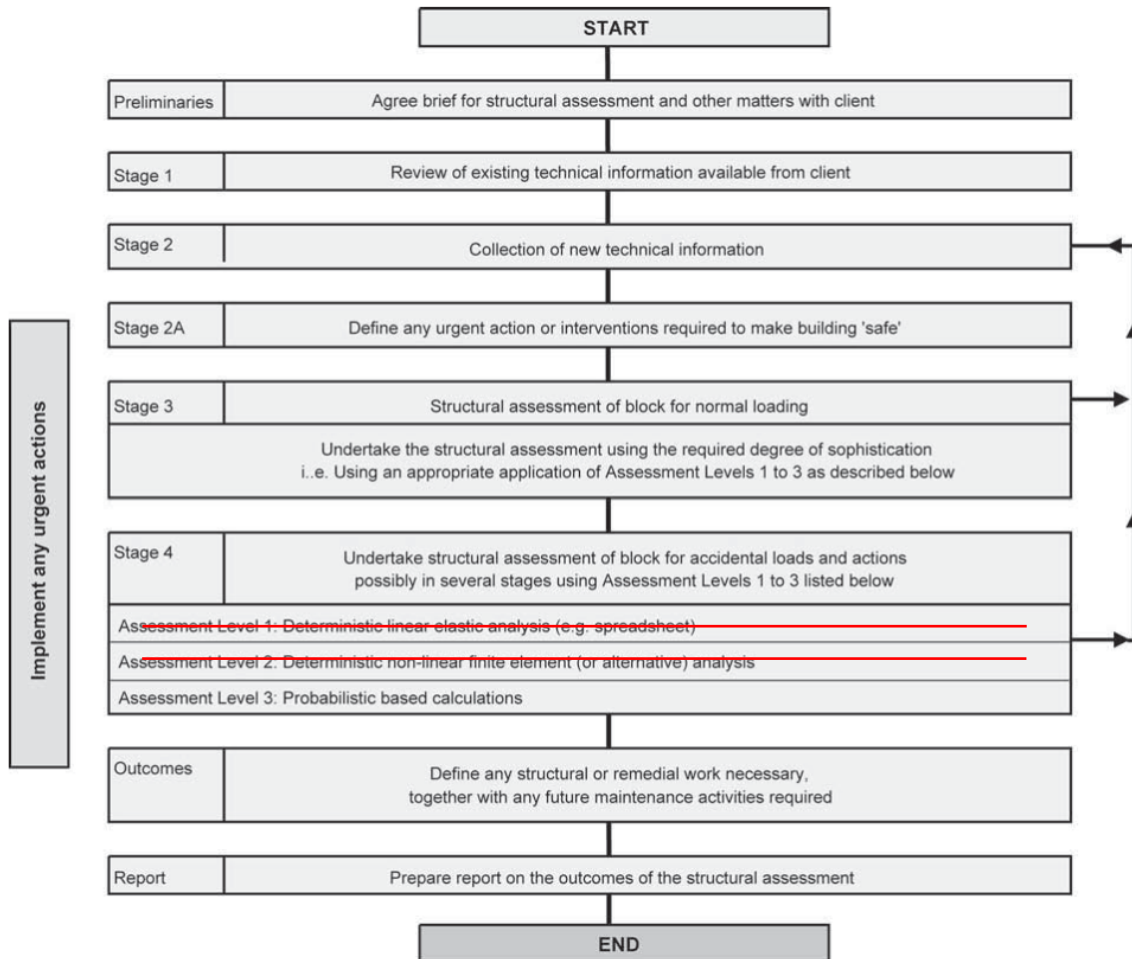 START
Preliminaries
Agree brief for structural assessment and other matters with client
Stage 1
Review of existing technical information available from client
Stage 2
Collection of new technical information
Stage 2A
Define any urgent action or interventions required to make building 'safe'
Stage 3
Structural assessment of block for normal loading
Undertake the structural assessment using the required degree of sophistication
i..e. Using an appropriate application of Assessment Levels 1 to 3 as described below
Stage 4
Undertake structural assessment of block for accidental loads and actions
possibly in several stages using Assessment Levels 1 to 3 listed below
Assessment Level 1: Deterministic linear elastic analysis (e.g. spreadsheet)
Assessment Level 2: Deterministic non-linear finite element (or alternative) analysis
Assessment Level 3: Probabilistic based calculations
Implement any urgent actions
Outcomes
Define any structural or remedial work necessary,
together with any future maintenance activities required
Report
Prepare report on the outcomes of the structural assessment
END